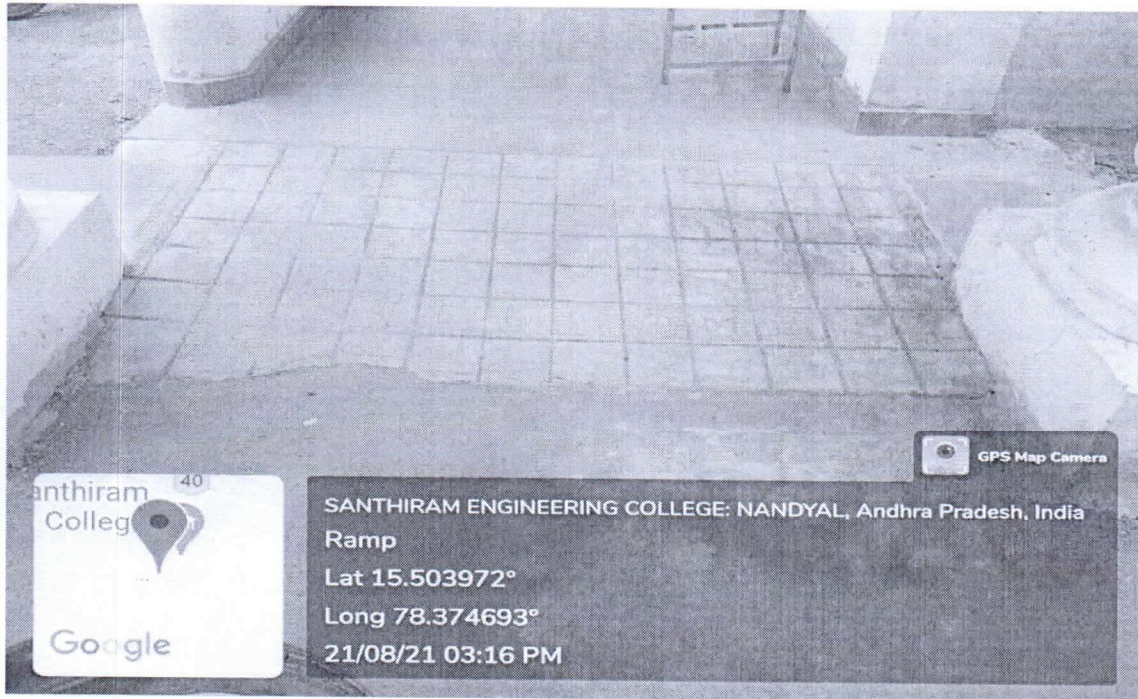 GPS Map Camera
40
anthiram
Colleg
Google
SANTHIRAM ENGINEERING COLLEGE: NANDYAL, Andhra Pradesh, India
Ramp
Lat 15.503972°
Long 78.374693°
21/08/21 03:16 PM